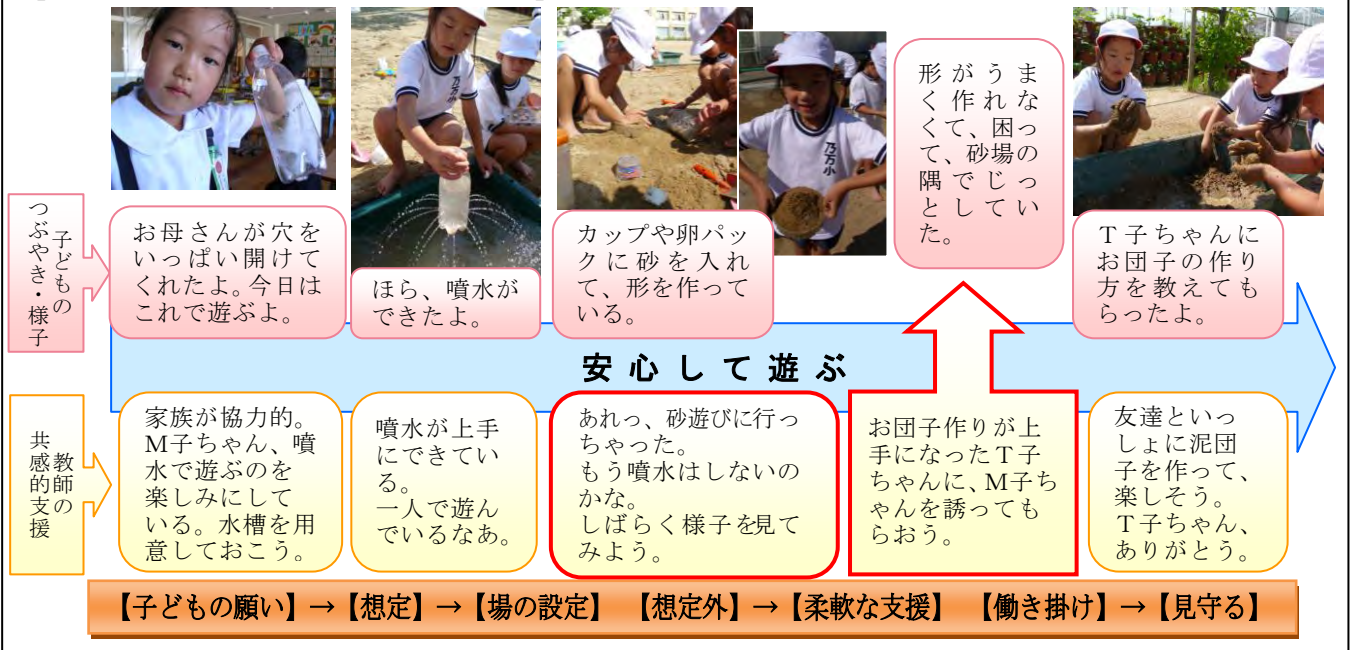 子どもの
つぶやき・様子
お母さんが穴を
いっぱい開けて
くれたよ。今日は
これで遊ぶよ。
ほら、噴水が
できたよ。
カップや卵パッ
クに砂を入れ
て、形を作って
いる。
形がうま
く作れな
くて、困っ
て、砂場の
隅でじっ
としてい
た。
T子ちゃんに
お団子の作り
方を教えても
らったよ。
乃万小
乃万小
安心して遊ぶ
教師の
共感的支援
家族が協力的。
M子ちゃん、噴
水で遊ぶのを
楽しみにして
いる。水槽を用
意しておこう。
噴水が上手
にできてい
る。
一人で遊ん
でいるなあ。
あれっ、砂遊びに行っ
ちゃった。
もう噴水はしないの
かな。
しばらく様子を見て
みよう。
お団子作りが上
手になったT子
ちゃんに、M子ち
ゃんを誘っても
らおう。
友達といっ
しょに泥団
子を作って、
楽しそう。
T子ちゃん、
ありがとう。
【子どもの願い】→【想定】→【場の設定】 【想定外】→【柔軟な支援】 【働き掛け】→【見守る】